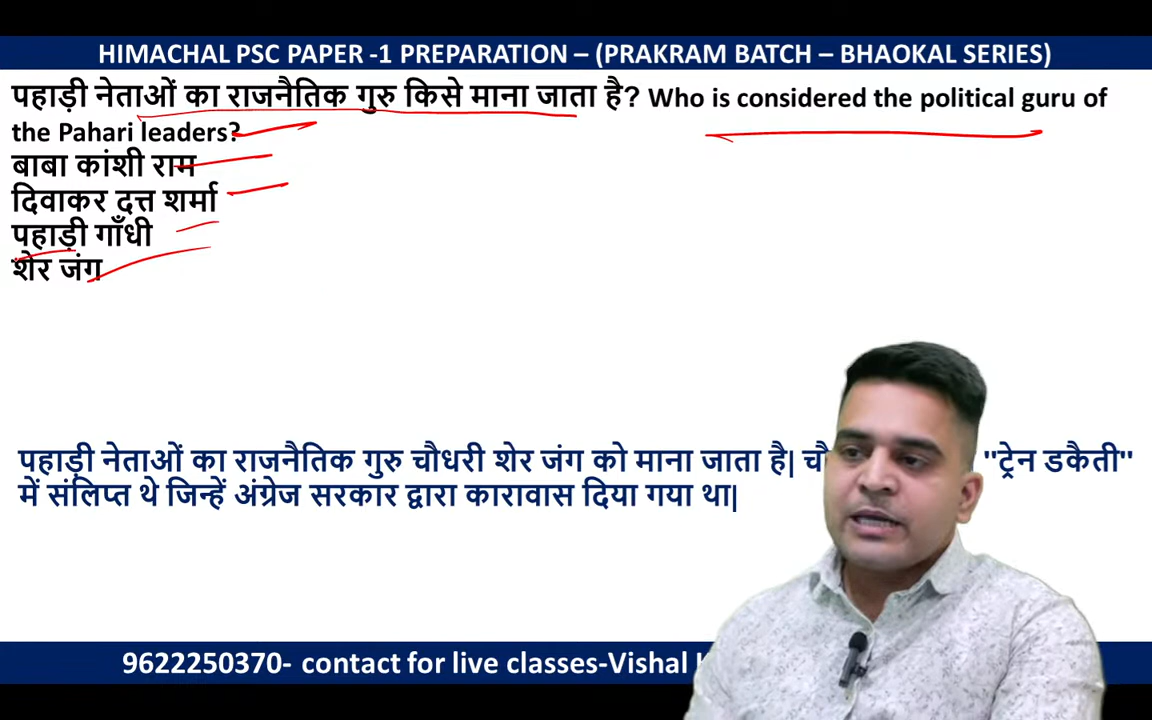 HIMACHAL PSC PAPER -1 PREPARATION – (PRAKRAM BATCH – BHAOKAL SERIES)
पहाड़ी नेताओं का राजनैतिक गुरु किसे माना जाता है? Who is considered the political guru of
the Pahari leaders?
बाबा कांशी राम
दिवाकर दत्त शर्मा
पहाड़ी गाँधी
शेर जंग
पहाड़ी नेताओं का राजनैतिक गुरु चौधरी शेर जंग को माना जाता है| "ट्रेन डकैती"
में संलिप्त थे जिन्हें अंग्रेज सरकार द्वारा कारावास दिया गया था|
9622250370- contact for live classes-Vishal